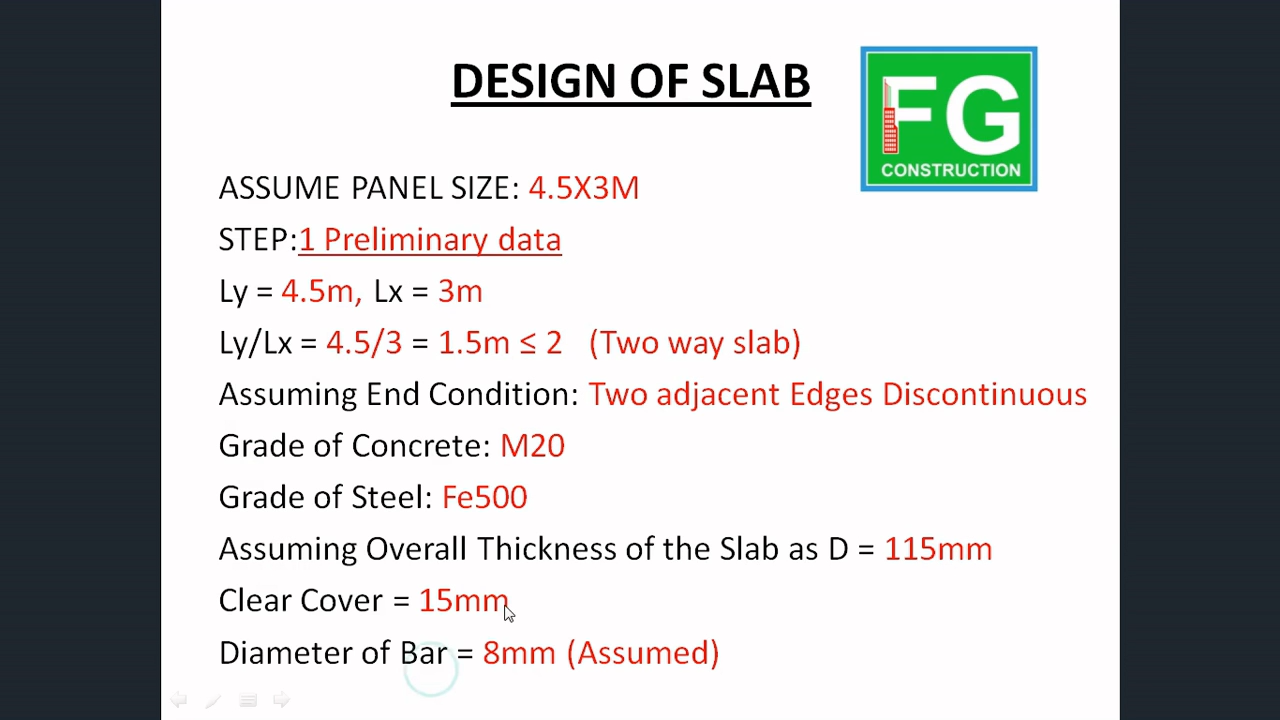 DESIGN OF SLAB
FG
CONSTRUCTION
ASSUME PANEL SIZE: 4.5X3M
STEP:1 Preliminary data
Ly = 4.5m, Lx = 3m
Ly/Lx = 4.5/3 = 1.5m ≤ 2 (Two way slab)
Assuming End Condition: Two adjacent Edges Discontinuous
Grade of Concrete: M20
Grade of Steel: Fe500
Assuming Overall Thickness of the Slab as D = 115mm
Clear Cover = 15mm
Diameter of Bar = 8mm (Assumed)